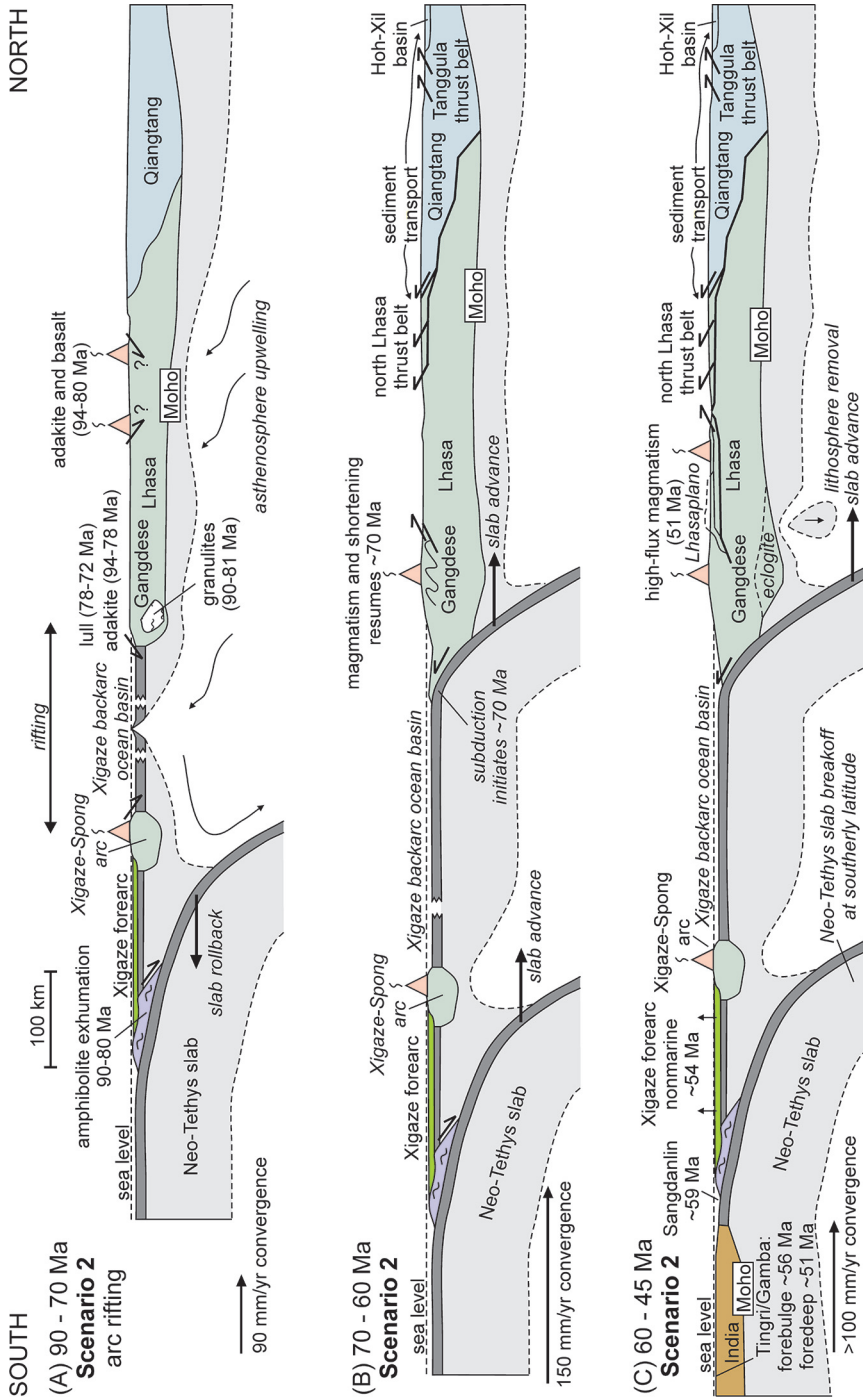 SOUTH
NORTH
(A) 90 - 70 Ma
Scenario 2
arc rifting
90 mm/yr convergence
sea level
100 km
amphibolite exhumation
90-80 Ma
Xigaze forearc
Xigaze-Spong
arc
rifting
Xigaze backarc
ocean basin
lull (78-72 Ma)
adakite (94-78 Ma)
Gangdese
Lhasa
granulites
(90-81 Ma)
adakite and basalt
(94-80 Ma)
?
?
Moho
Qiangtang
asthenosphere upwelling
slab rollback
Neo-Tethys slab
(B) 70 - 60 Ma
Scenario 2
150 mm/yr convergence
sea level
Xigaze forearc
Xigaze-Spong
arc
Xigaze backarc ocean basin
magmatism and shortening
resumes ~70 Ma
Gangdese
Lhasa
north Lhasa
thrust belt
sediment
transport
Qiangtang
Tanggula
thrust belt
Hoh-Xil
basin
Moho
subduction
initiates ~70 Ma
slab advance
slab advance
Neo-Tethys slab
(C) 60 - 45 Ma
Scenario 2
>100 mm/yr convergence
sea level
India
Moho
Tingri/Gamba:
forebulge ~56 Ma
foredeep ~51 Ma
Sangdanlin
~59 Ma
Xigaze forearc
nonmarine
~54 Ma
Xigaze-Spong
arc
Xigaze backarc ocean basin
high-flux magmatism
(51 Ma)
Lhasaplano
Gangdese
Lhasa
eclogite
north Lhasa
thrust belt
sediment
transport
Qiangtang
Tanggula
thrust belt
Hoh-Xil
basin
Moho
lithosphere removal
slab advance
Neo-Tethys slab
Neo-Tethys slab breakoff
at southerly latitude